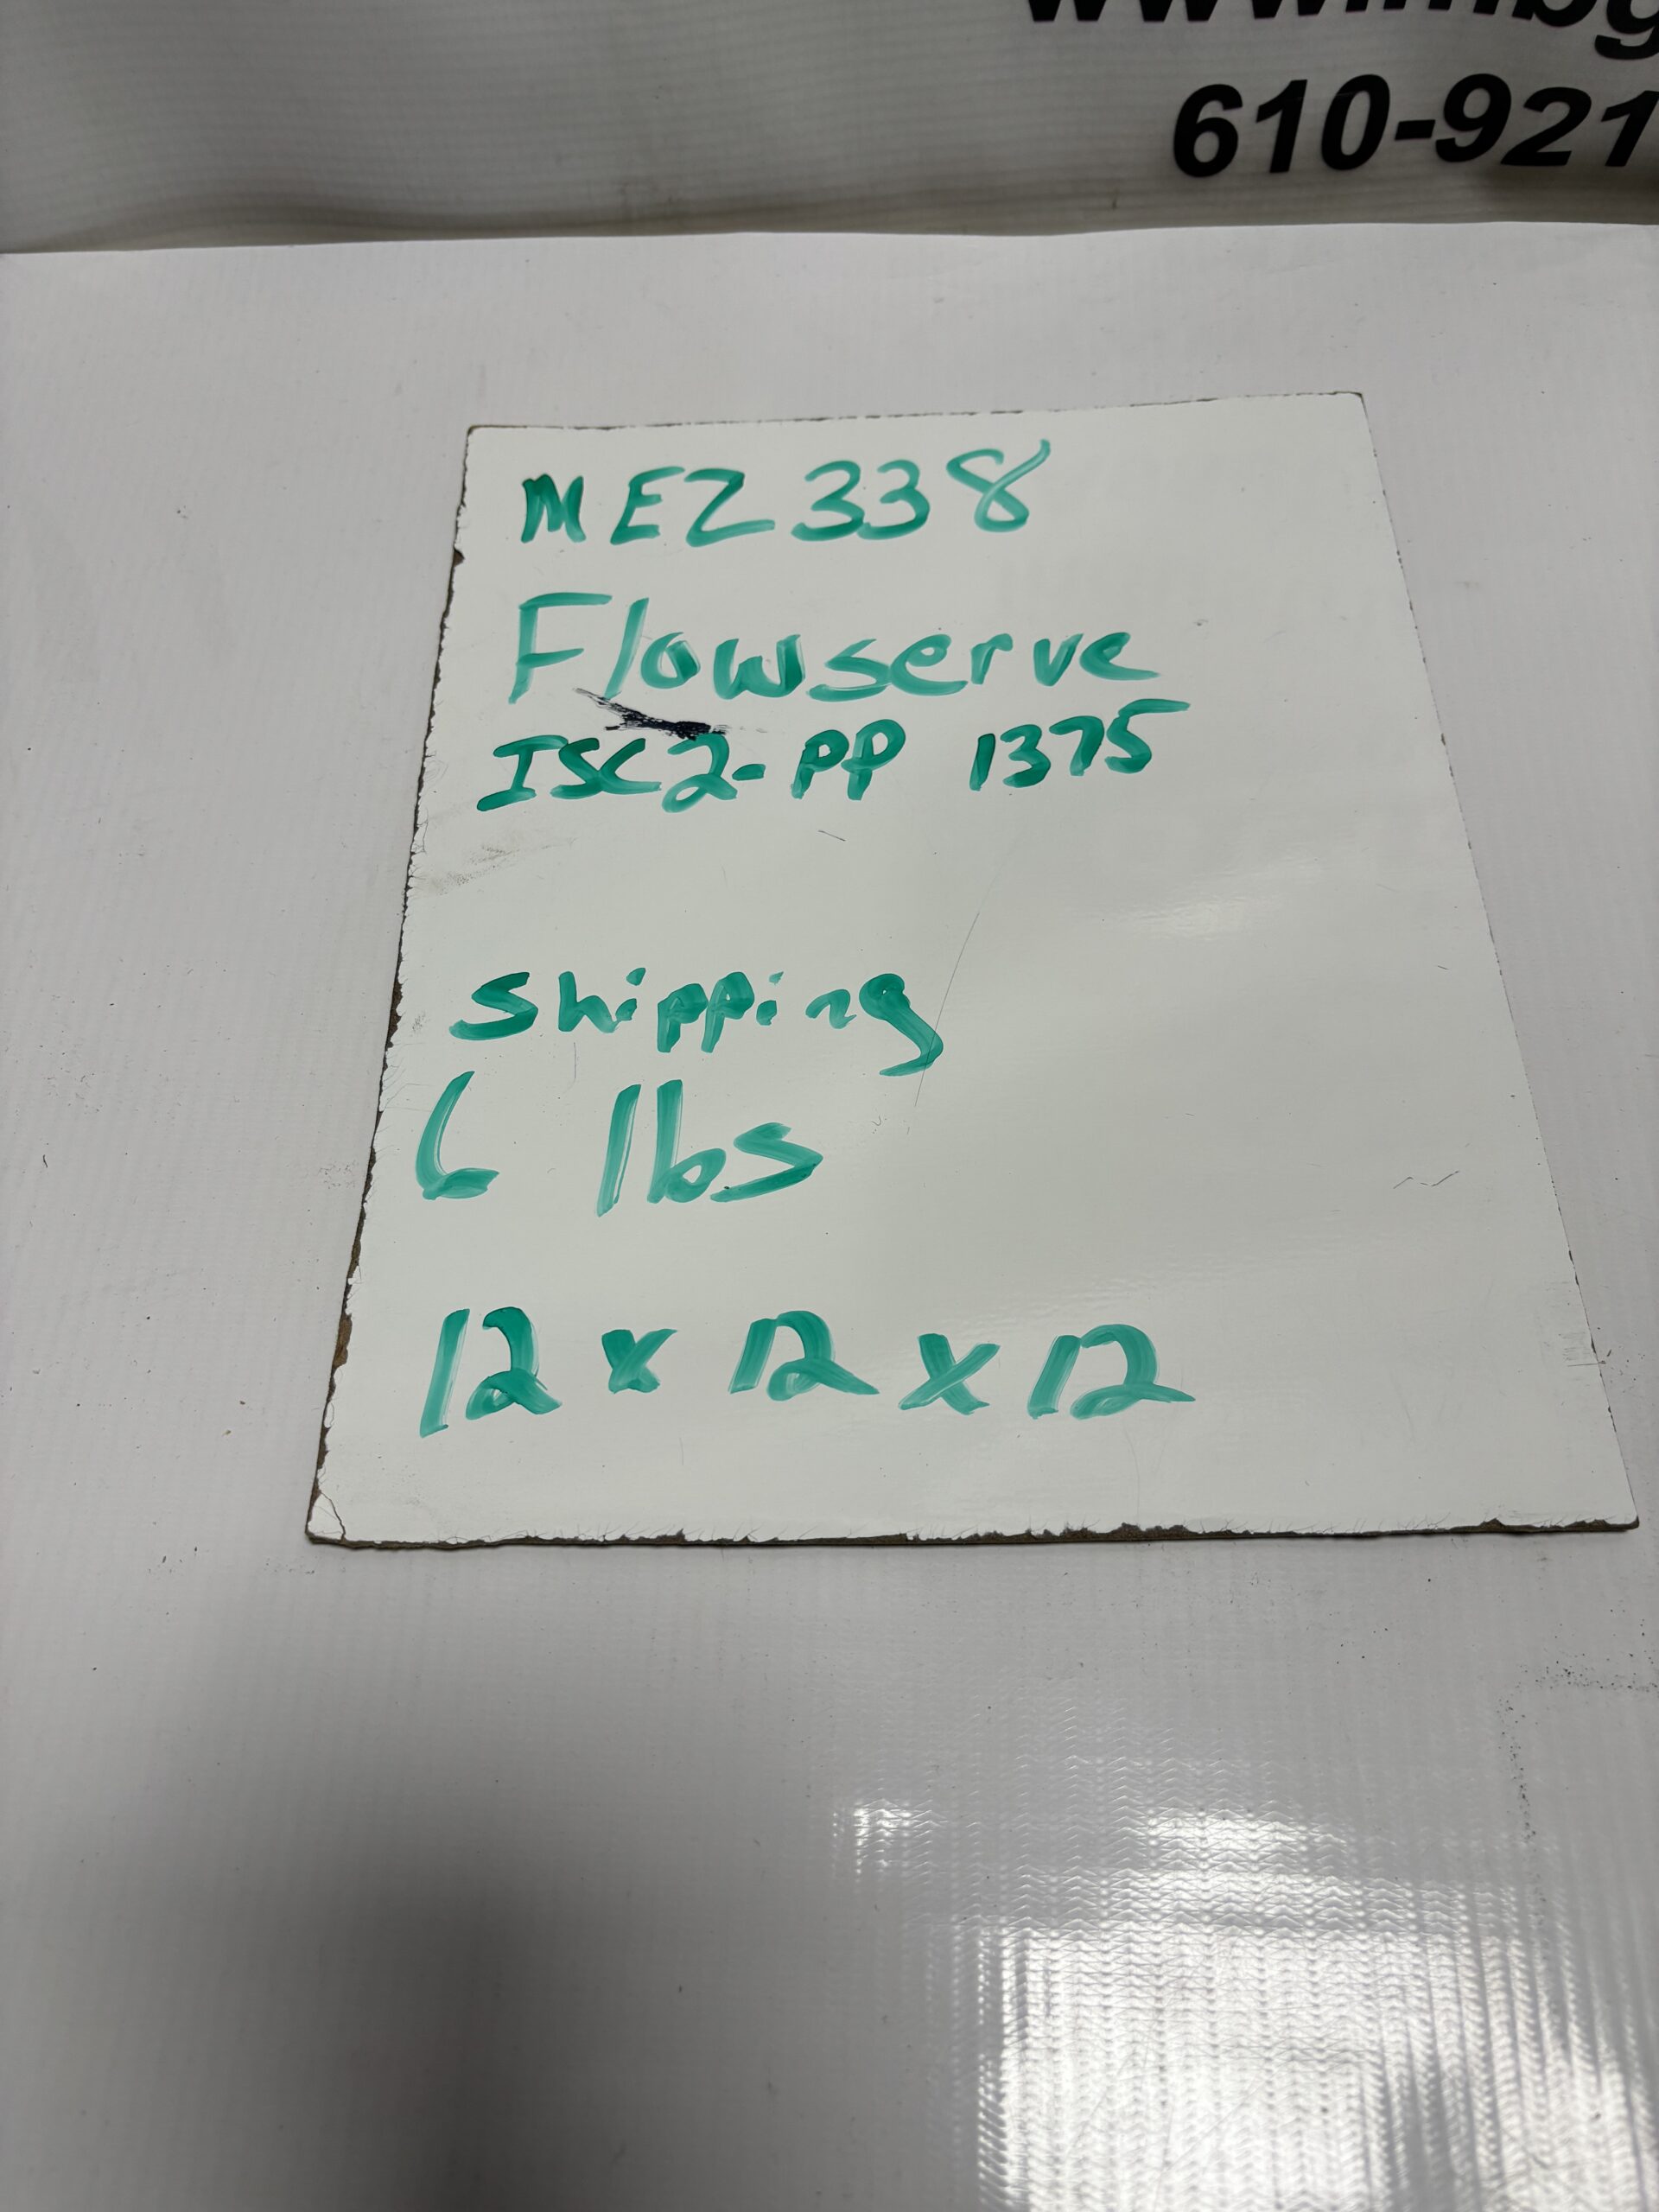 610-921
MEZ338
Flowserve
ISC2-PP 1375
shipping
6 lbs
12 x 12 x 12